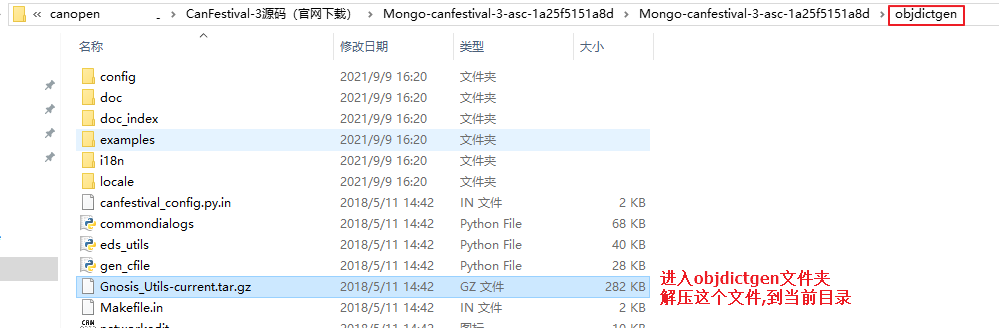 « canopen › CanFestival-3源码（官网下载） › Mongo-canfestival-3-asc-1a25f5151a8d › Mongo-canfestival-3-asc-1a25f5151a8d › objdictgen
名称 修改日期 类型 大小
config 2021/9/9 16:20 文件夹
doc 2021/9/9 16:20 文件夹
doc_index 2021/9/9 16:20 文件夹
examples 2021/9/9 16:20 文件夹
i18n 2021/9/9 16:20 文件夹
locale 2021/9/9 16:20 文件夹
canfestival_config.py.in 2018/5/11 14:42 IN 文件 2 KB
commondialogs 2018/5/11 14:42 Python File 68 KB
eds_utils 2018/5/11 14:42 Python File 40 KB
gen_cfile 2018/5/11 14:42 Python File 28 KB
Gnosis_Utils-current.tar.gz 2018/5/11 14:42 GZ 文件 282 KB
Makefile.in 2018/5/11 14:42 IN 文件 2 KB
networkedit 2018/5/11 14:42 图标 10 KB
进入objdictgen文件夹
解压这个文件,到当前目录